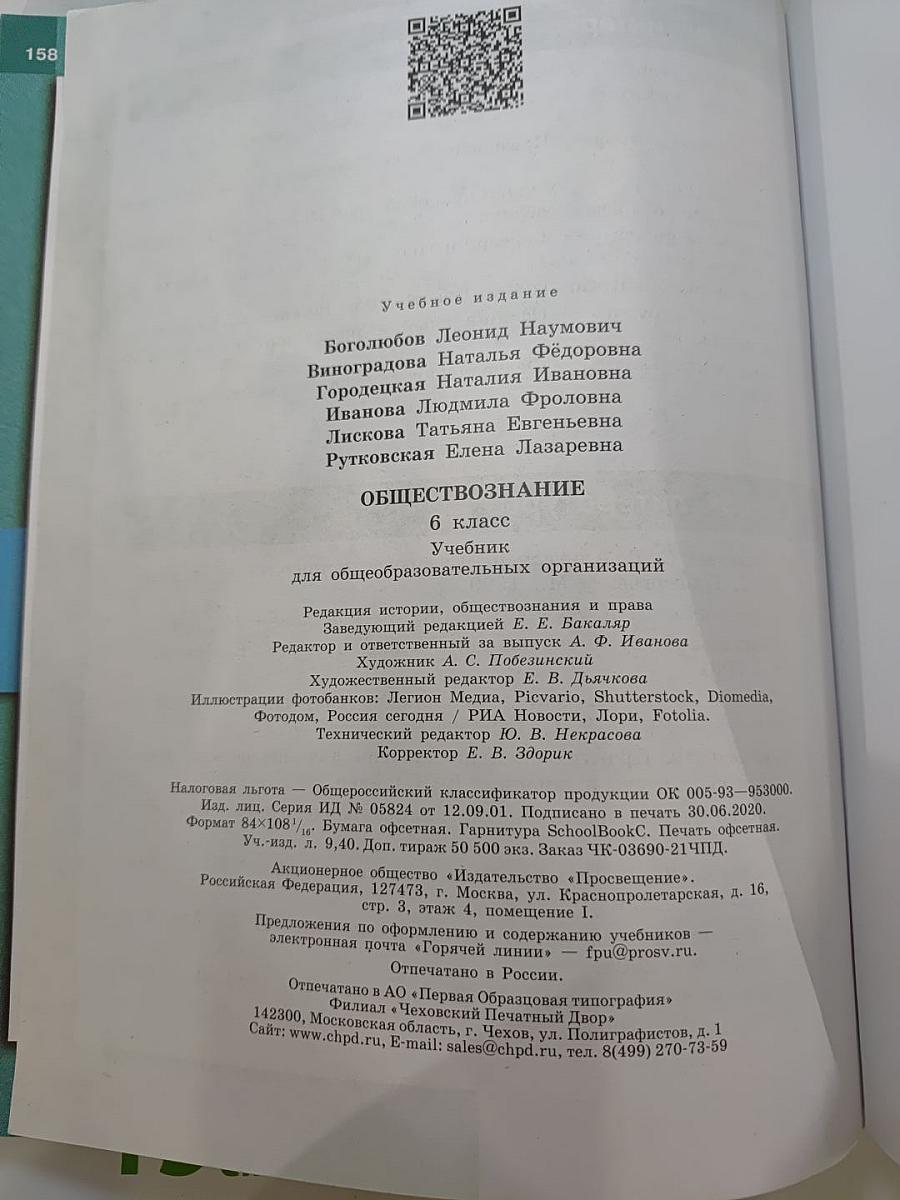 158
Учебное издание
Боголюбов Леонид Наумович
Виноградова Наталья Фёдоровна
Городецкая Наталия Ивановна
Иванова Людмила Фроловна
Лискова Татьяна Евгеньевна
Рутковская Елена Лазаревна
ОБЩЕСТВОЗНАНИЕ
6 класс
Учебник
для общеобразовательных организаций
Редакция истории, обществознания и права
Заведующий редакцией Е. Е. Бакаляр
Редактор и ответственный за выпуск А. Ф. Иванова
Художник А. С. Побезинский
Художественный редактор Е. В. Дьячкова
Иллюстрации фотобанков: Легион Медиа, Picvario, Shutterstock, Diomedia,
Фотодом, Россия сегодня / РИА Новости, Лори, Fotolia.
Технический редактор Ю. В. Некрасова
Корректор Е. В. Здорик
Налоговая льгота — Общероссийский классификатор продукции ОК 005-93—953000.
Изд. лиц. Серия ИД № 05824 от 12.09.01. Подписано в печать 30.06.2020.
Формат 84×108 1/16. Бумага офсетная. Гарнитура SchoolBookC. Печать офсетная.
Уч.-изд. л. 9,40. Доп. тираж 50 500 экз. Заказ ЧК-03690-21ЧПД.
Акционерное общество «Издательство «Просвещение».
Российская Федерация, 127473, г. Москва, ул. Краснопролетарская, д. 16,
стр. 3, этаж 4, помещение I.
Предложения по оформлению и содержанию учебников —
электронная почта «Горячей линии» — fpu@prosv.ru.
Отпечатано в России.
Отпечатано в АО «Первая Образцовая типография»
Филиал «Чеховский Печатный Двор»
142300, Московская область, г. Чехов, ул. Полиграфистов, д. 1
Сайт: www.chpd.ru, E-mail: sales@chpd.ru, тел. 8(499) 270-73-59